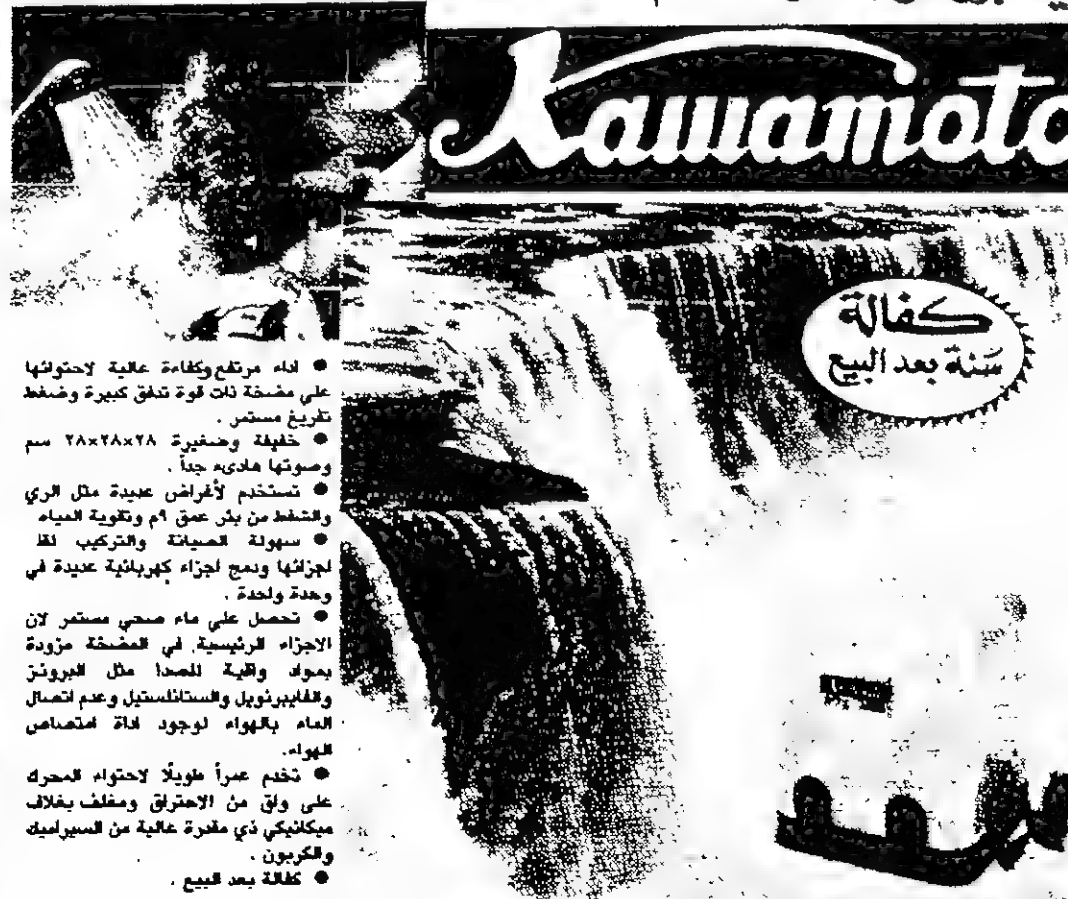 Kawamoto
كفالة
سَنة بعد البيع
● اداء مرتفع وكفاءة عالية لاحتوائها
على مضخة ذات قوة تدفق كبيرة وضغط
تفريغ مستمر .
● خفيفة وصغيرة ٢٨×٢٨×٢٨ سم
وصوتها هادىء جداً .
● تستخدم لأغراض عديدة مثل الري
والشفط من بئر عمق ٩م وتقوية المياه
● سهولة الصيانة والتركيب لقلـ
اجزائها ودمج اجزاء كهربائية عديدة في
وحدة واحدة .
● تحصل على ماء صحي مستمر لان
الاجزاء الرئيسية في المضخة مزودة
بمواد واقية للصدا مثل البرونز
والفايبرنويل والستانلستيل وعدم اتصال
الماء بالهواء لوجود اداة امتصاص
الهواء.
● تخدم عمراً طويلًا لاحتواء المحرك
على واق من الاحتراق ومغلف بغلاف
ميكانيكي ذي مقدرة عالية من السيراميك
والكربون .
● كفالة بعد البيع .